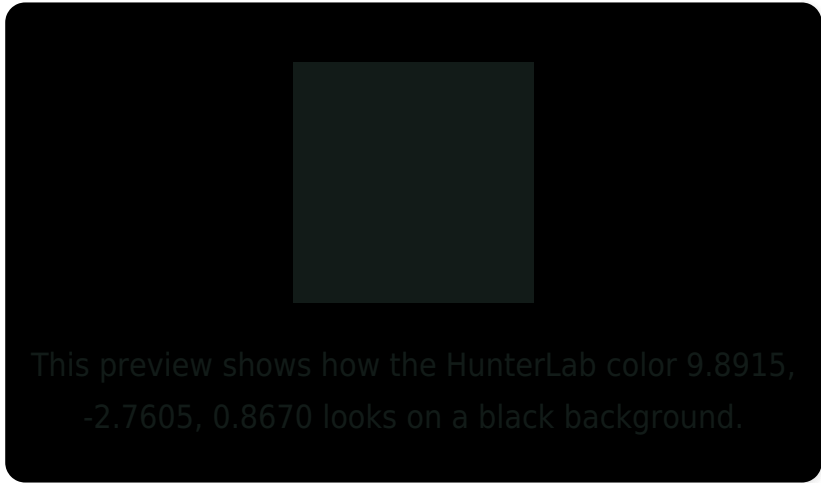 This preview shows how the HunterLab color 9.8915,
-2.7605, 0.8670 looks on a black background.